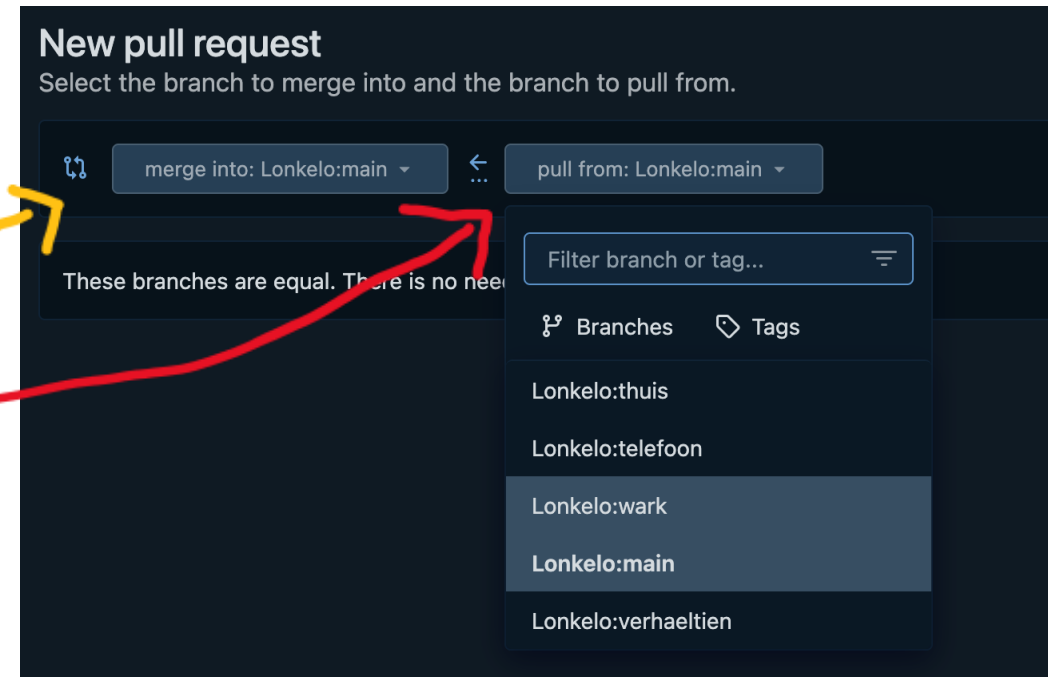 New pull request
Select the branch to merge into and the branch to pull from.
merge into: Lonkelo:main
pull from: Lonkelo:main
Filter branch or tag...
These branches are equal. There is no
Branches Tags
Lonkelo:thuis
Lonkelo:telefoon
Lonkelo:wark
Lonkelo:main
Lonkelo:verhaeltien